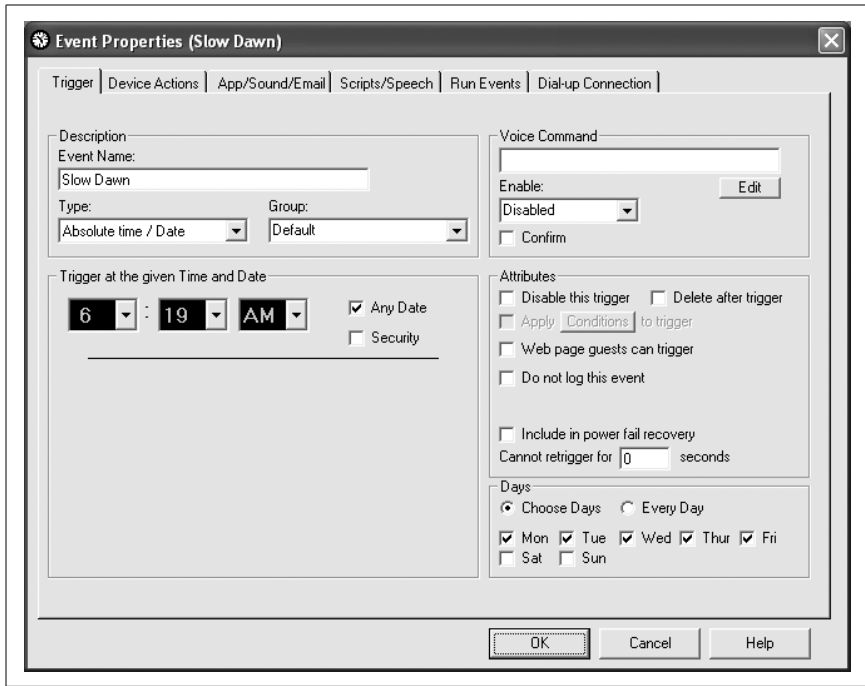 Event Properties (Slow Dawn)
Trigger Device Actions App/Sound/Email Scripts/Speech Run Events Dial-up Connection
Description
Event Name:
Slow Dawn
Type: Group:
Absolute time / Date Default
Voice Command
Enable: Edit
Disabled
Confirm
Trigger at the given Time and Date
6 : 19 AM Any Date
Security
Attributes
Disable this trigger Delete after trigger
Apply Conditions to trigger
Web page guests can trigger
Do not log this event
Include in power fail recovery
Cannot retrigger for 0 seconds
Days
Choose Days Every Day
Mon Tue Wed Thur Fri
Sat Sun
OK Cancel Help